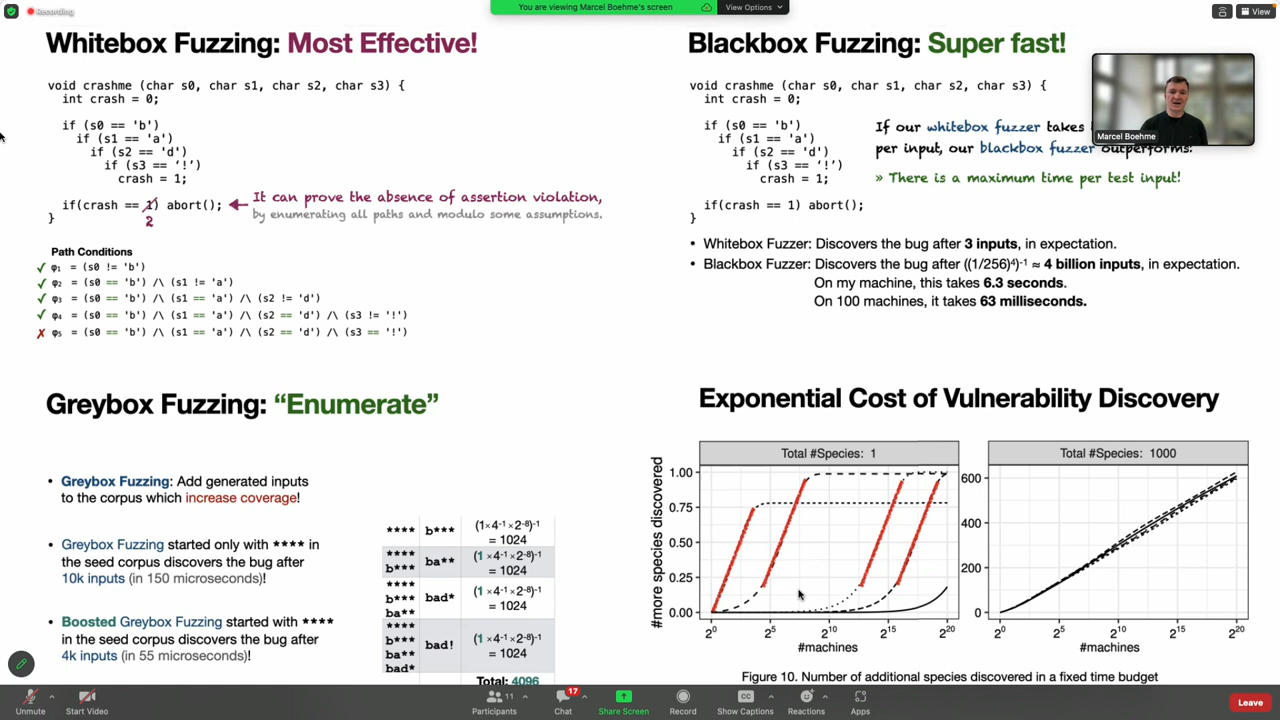 Recording
You are viewing Marcel Boehme's screen
View Options
View
Whitebox Fuzzing: Most Effective!
void crashme (char s0, char s1, char s2, char s3) {
int crash = 0;
if (s0 == 'b')
if (s1 == 'a')
if (s2 == 'd')
if (s3 == '!')
crash = 1;
if(crash == 1) abort();
2
}
It can prove the absence of assertion violation,
by enumerating all paths and modulo some assumptions.
Path Conditions
✓ φ₁ = (s0 != 'b')
✓ φ₂ = (s0 == 'b') /\ (s1 != 'a')
✓ φ₃ = (s0 == 'b') /\ (s1 == 'a') /\ (s2 != 'd')
✓ φ₄ = (s0 == 'b') /\ (s1 == 'a') /\ (s2 == 'd') /\ (s3 != '!')
✗ φ₅ = (s0 == 'b') /\ (s1 == 'a') /\ (s2 == 'd') /\ (s3 == '!')
Blackbox Fuzzing: Super fast!
void crashme (char s0, char s1, char s2, char s3) {
int crash = 0;
if (s0 == 'b')
if (s1 == 'a')
if (s2 == 'd')
if (s3 == '!')
crash = 1;
if(crash == 1) abort();
}
If our whitebox fuzzer takes
per input, our blackbox fuzzer outperforms!
» There is a maximum time per test input!
Marcel Boehme
• Whitebox Fuzzer: Discovers the bug after 3 inputs, in expectation.
• Blackbox Fuzzer: Discovers the bug after ((1/256)⁴)⁻¹ ≈ 4 billion inputs, in expectation.
On my machine, this takes 6.3 seconds.
On 100 machines, it takes 63 milliseconds.
Greybox Fuzzing: “Enumerate”
• Greybox Fuzzing: Add generated inputs
to the corpus which increase coverage!
• Greybox Fuzzing started only with **** in
the seed corpus discovers the bug after
10k inputs (in 150 microseconds)!
• Boosted Greybox Fuzzing started with ****
in the seed corpus discovers the bug after
4k inputs (in 55 microseconds)!
**** b*** (1×4⁻¹×2⁻⁸)⁻¹
= 1024
**** ba** (1×4⁻¹×2⁻⁸)⁻¹
b*** = 1024
**** bad* (1×4⁻¹×2⁻⁸)⁻¹
b*** = 1024
ba**
**** bad! (1×4⁻¹×2⁻⁸)⁻¹
b*** = 1024
ba**
bad*
Total: 4096
Exponential Cost of Vulnerability Discovery
Total #Species: 1
#more species discovered
1.00
0.75
0.50
0.25
0.00
2⁰ 2⁵ 2¹⁰ 2¹⁵ 2²⁰
#machines
Total #Species: 1000
600
400
200
0
2⁰ 2⁵ 2¹⁰ 2¹⁵ 2²⁰
#machines
Figure 10. Number of additional species discovered in a fixed time budget
Unmute
Start Video
Participants 11
Chat 17
Share Screen
Record
CC
Show Captions
Reactions
Apps
Leave